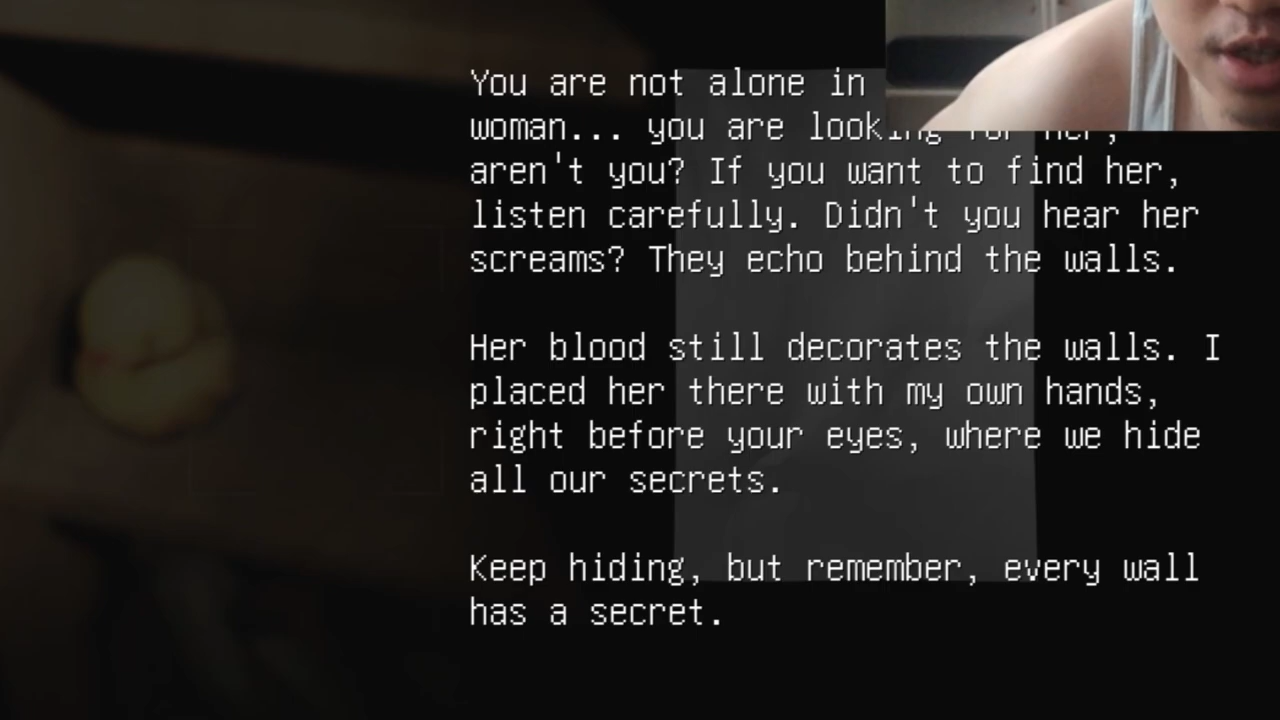 You are not alone in
woman... you are looking for her,
aren't you? If you want to find her,
listen carefully. Didn't you hear her
screams? They echo behind the walls.
Her blood still decorates the walls. I
placed her there with my own hands,
right before your eyes, where we hide
all our secrets.
Keep hiding, but remember, every wall
has a secret.